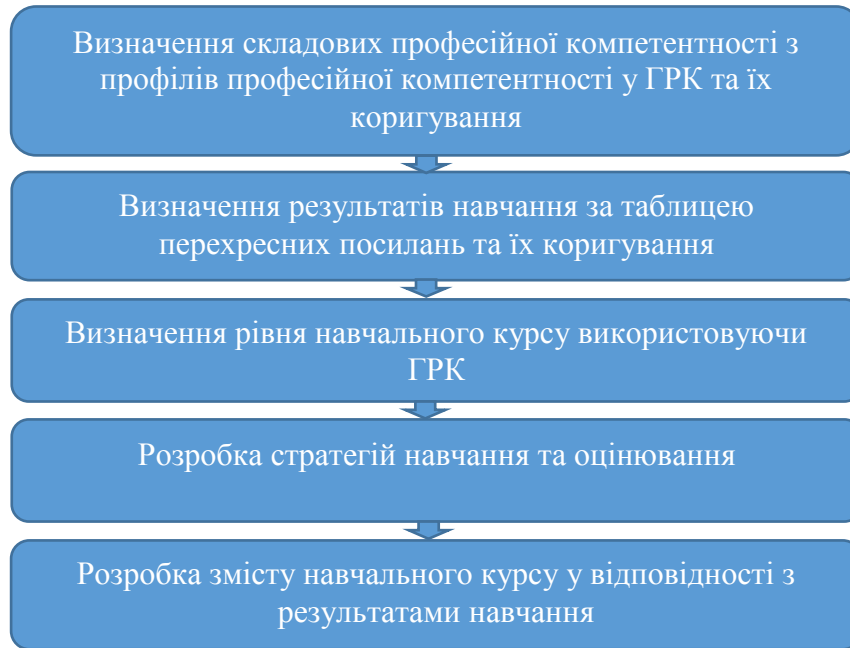 Визначення складових професійної компетентності з
профілів професійної компетентності у ГРК та їх
коригування
Визначення результатів навчання за таблицею
перехресних посилань та їх коригування
Визначення рівня навчального курсу використовуючи
ГРК
Розробка стратегій навчання та оцінювання
Розробка змісту навчального курсу у відповідності з
результатами навчання